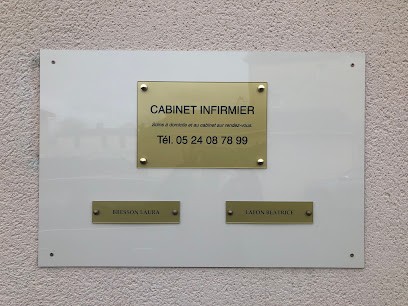 CABINET INFIRMIER
Soins à domicile et au cabinet sur rendez-vous
Tél. 05 24 08 78 99
BRISSON LAURA
LAFON BEATRICE